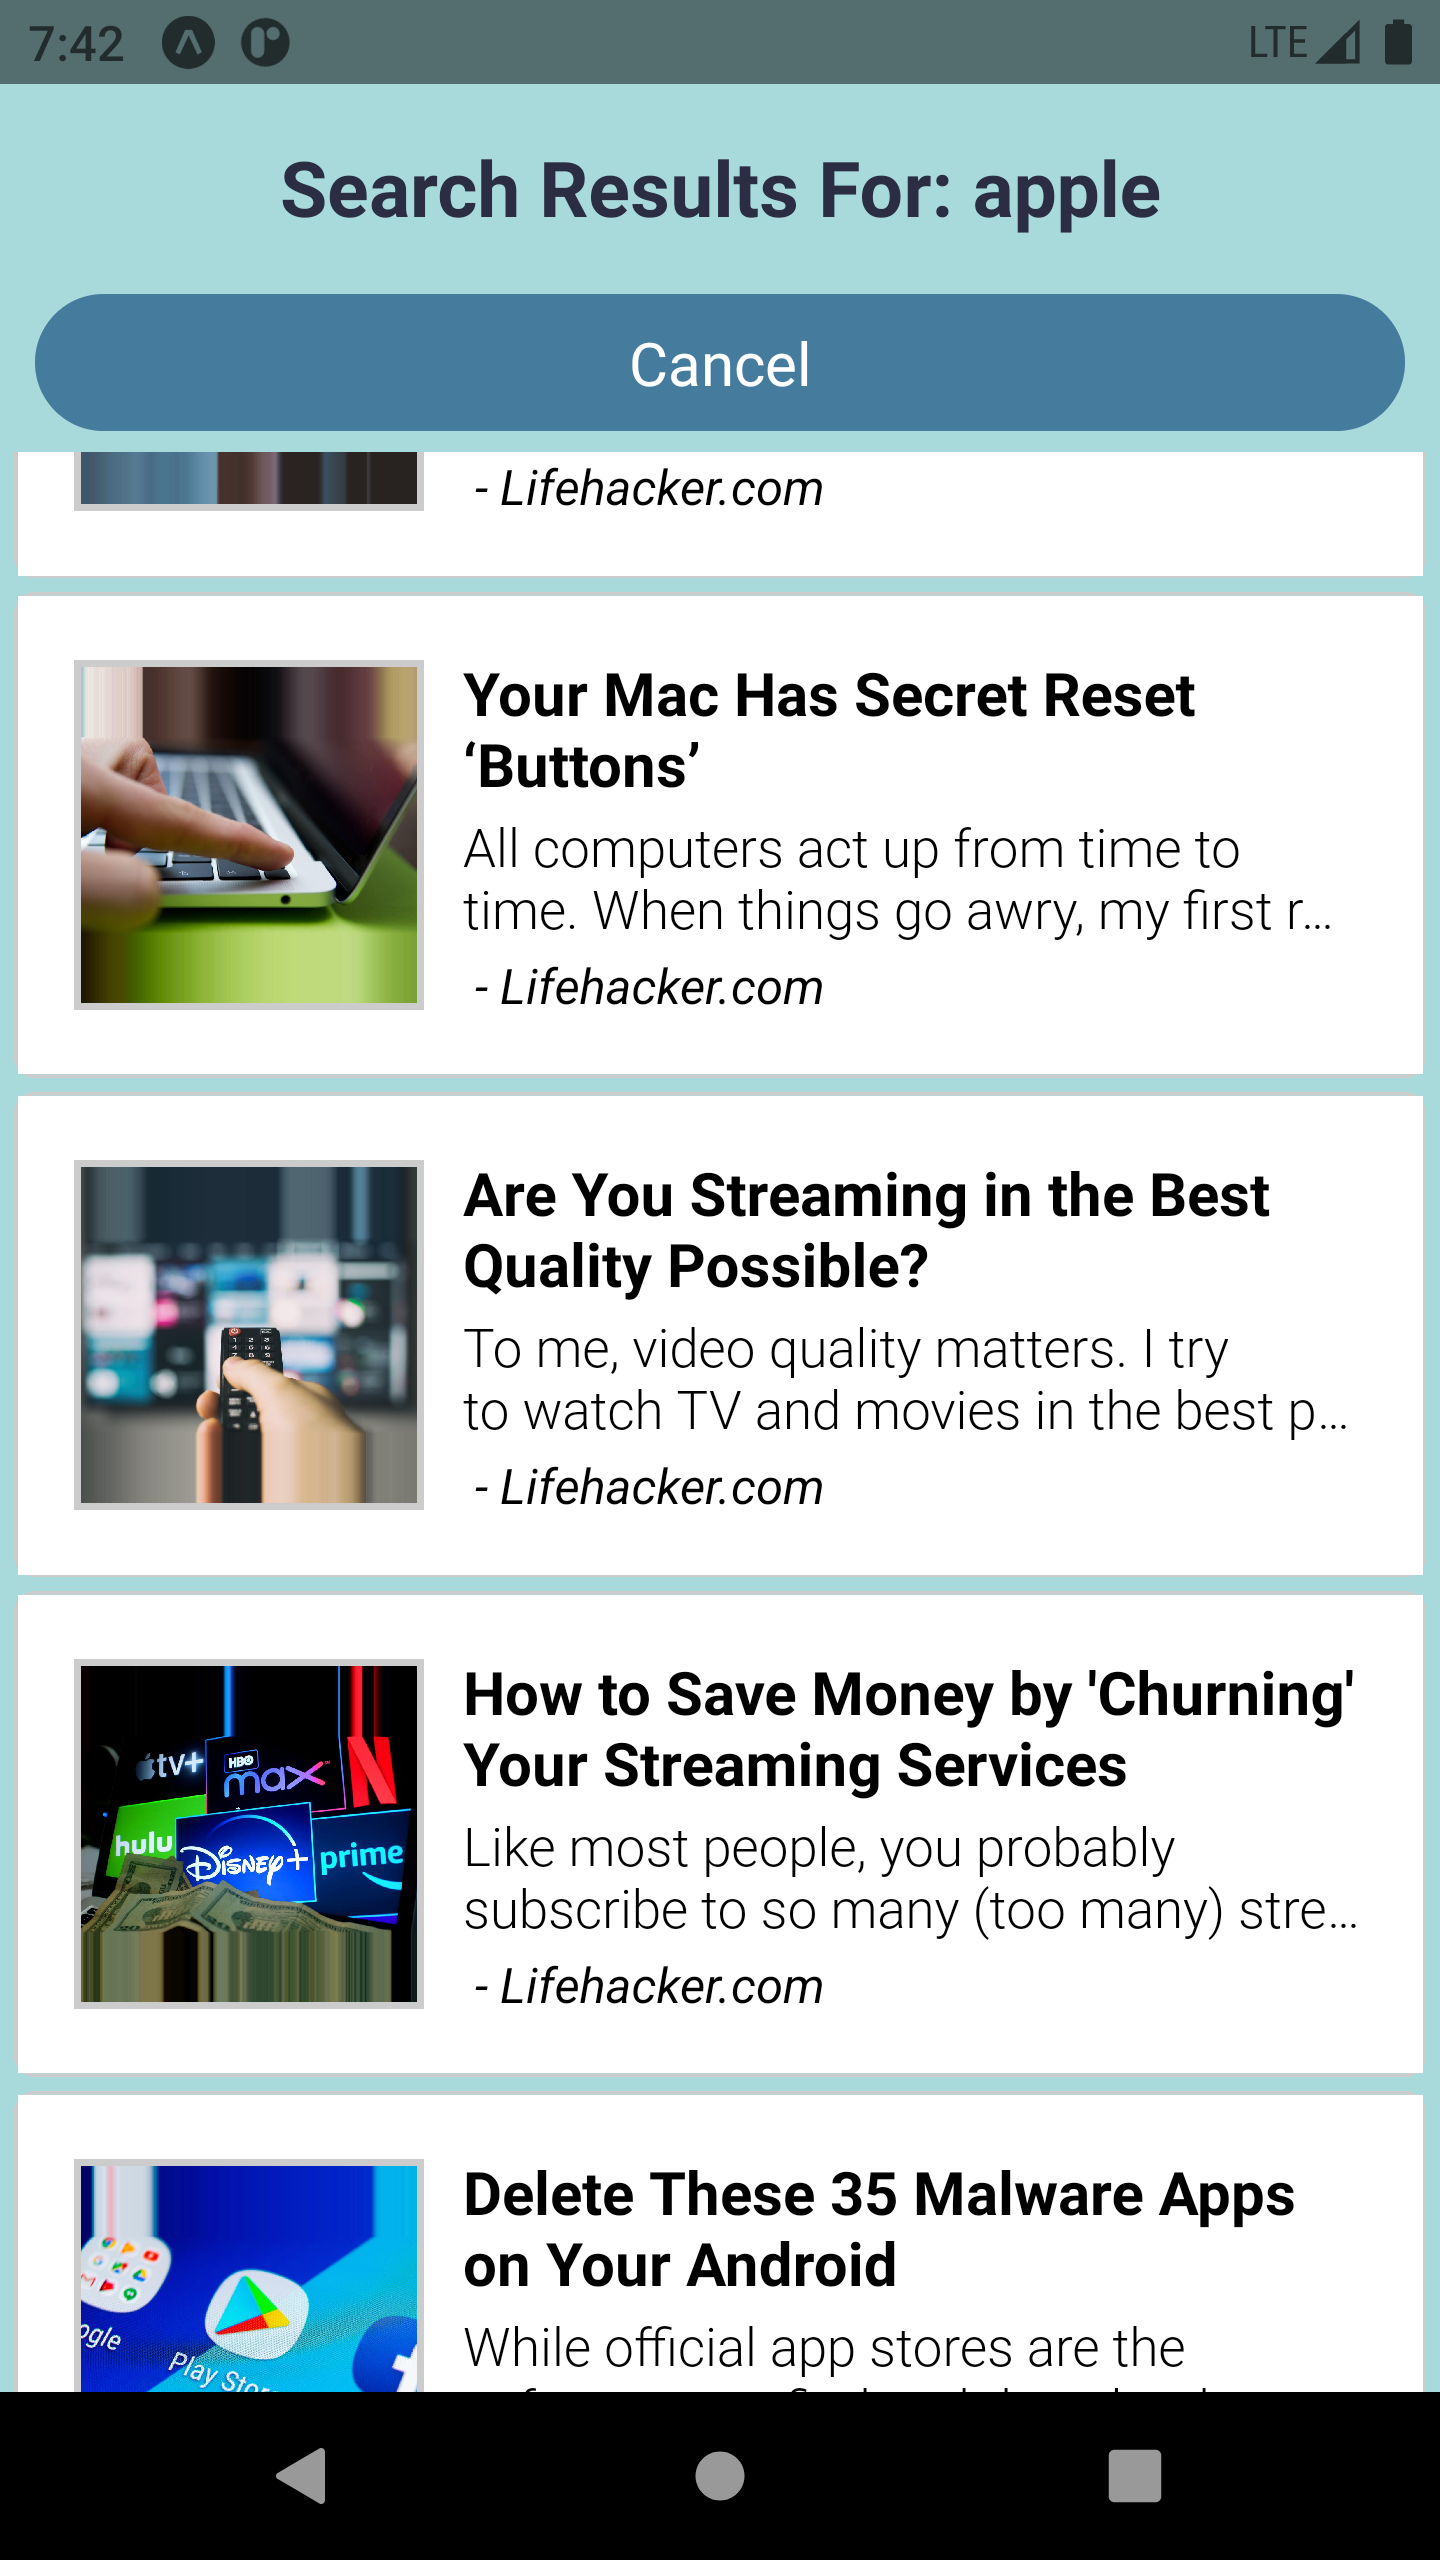 7:42
LTE
Search Results For: apple
Cancel
- Lifehacker.com
Your Mac Has Secret Reset
‘Buttons’
All computers act up from time to
time. When things go awry, my first r…
- Lifehacker.com
Are You Streaming in the Best
Quality Possible?
To me, video quality matters. I try
to watch TV and movies in the best p…
- Lifehacker.com
tv+
HBO
max
N
hulu
Disney+
prime
How to Save Money by 'Churning'
Your Streaming Services
Like most people, you probably
subscribe to so many (too many) stre…
- Lifehacker.com
ogle
Play Stor
Delete These 35 Malware Apps
on Your Android
While official app stores are the